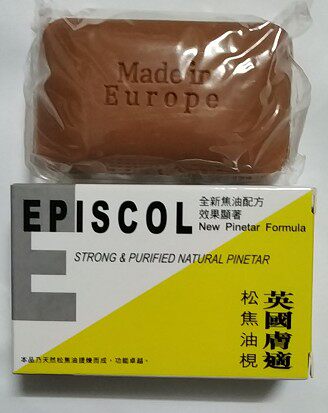 Made in
Europe
E
EPISCOL
全新焦油配方
效果顯著
New Pinetar Formula
STRONG & PURIFIED NATURAL PINETAR
英國膚適
松焦油梘
本品乃天然松焦油提煉而成，功能卓越。